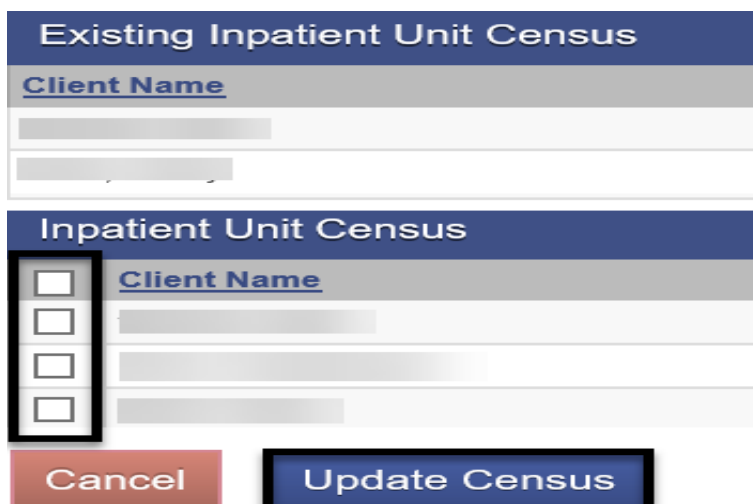 Existing Inpatient Unit Census
Client Name
Inpatient Unit Census
Client Name
Cancel Update Census